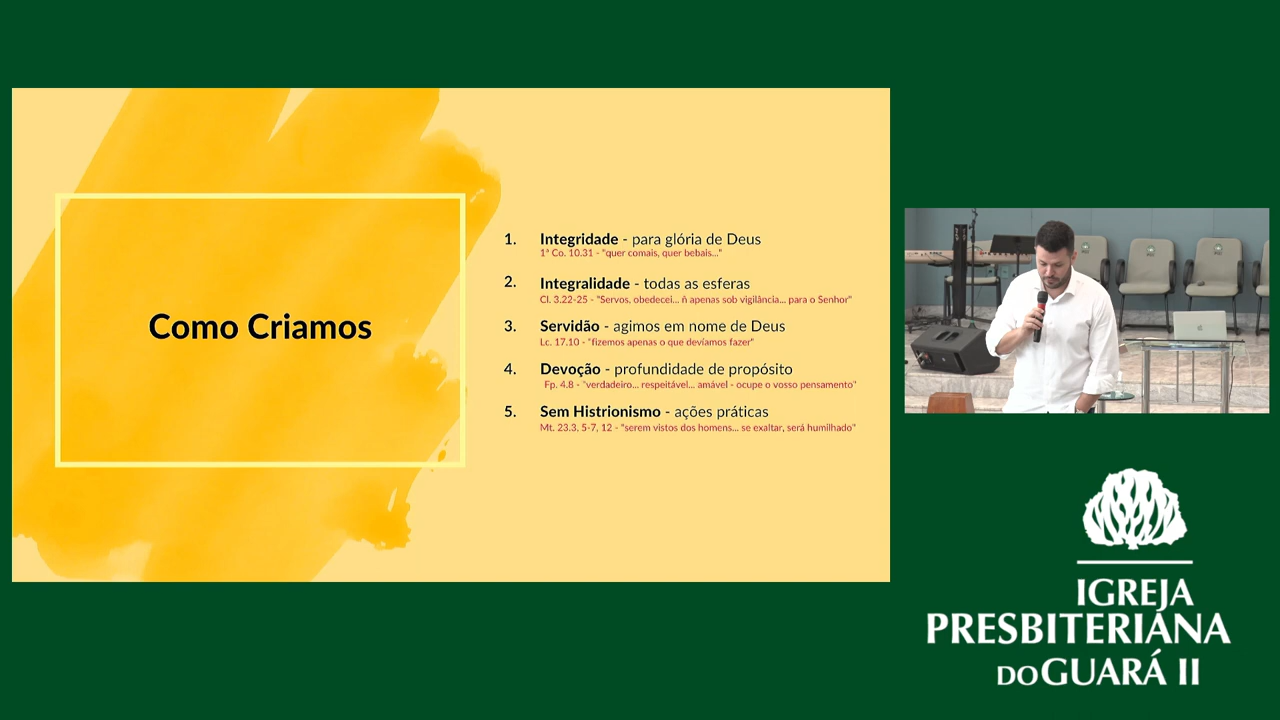 Como Criamos
1. Integridade - para glória de Deus
1ª Co. 10.31 - "quer comais, quer bebais..."
2. Integralidade - todas as esferas
Cl. 3.22-25 - "Servos, obedecei... ñ apenas sob vigilância... para o Senhor"
3. Servidão - agimos em nome de Deus
Lc. 17.10 - "fizemos apenas o que devíamos fazer"
4. Devoção - profundidade de propósito
Fp. 4.8 - "verdadeiro... respeitável... amável - ocupe o vosso pensamento"
5. Sem Histrionismo - ações práticas
Mt. 23.3, 5-7, 12 - "serem vistos dos homens... se exaltar, será humilhado"
IGREJA
PRESBITERIANA
DO GUARÁ II